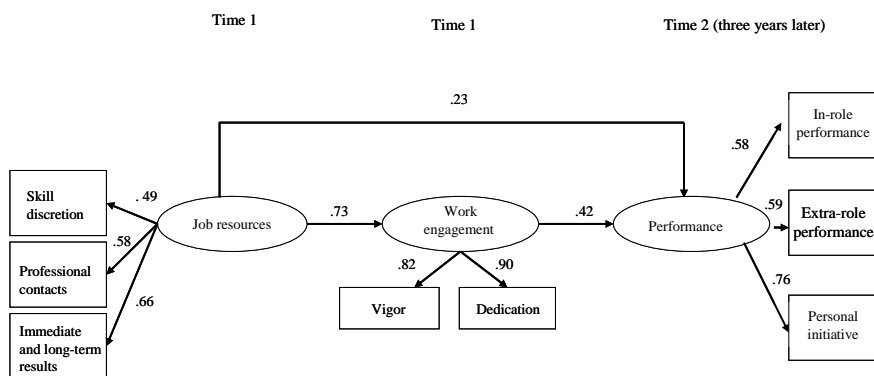 Time 1
Time 1
Time 2 (three years later)
.23
In-role
performance
.58
Skill
discretion
. 49
Job resources
.73
Work
engagement
.42
Performance
.59
Extra-role
performance
Professional
contacts
.58
.82
.90
.76
.66
Vigor
Dedication
Personal
initiative
Immediate
and long-term
results